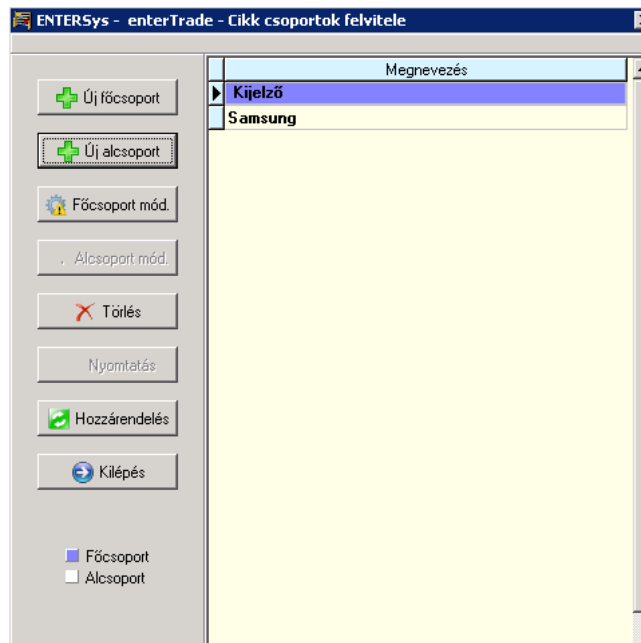 ENTERSys - enterTrade - Cikk csoportok felvitele
Új főcsoport
Új alcsoport
Főcsoport mód.
. Alcsoport mód.
Törlés
Nyomtatás
Hozzárendelés
Kilépés
Főcsoport
Alcsoport
Megnevezés
Kijelző
Samsung